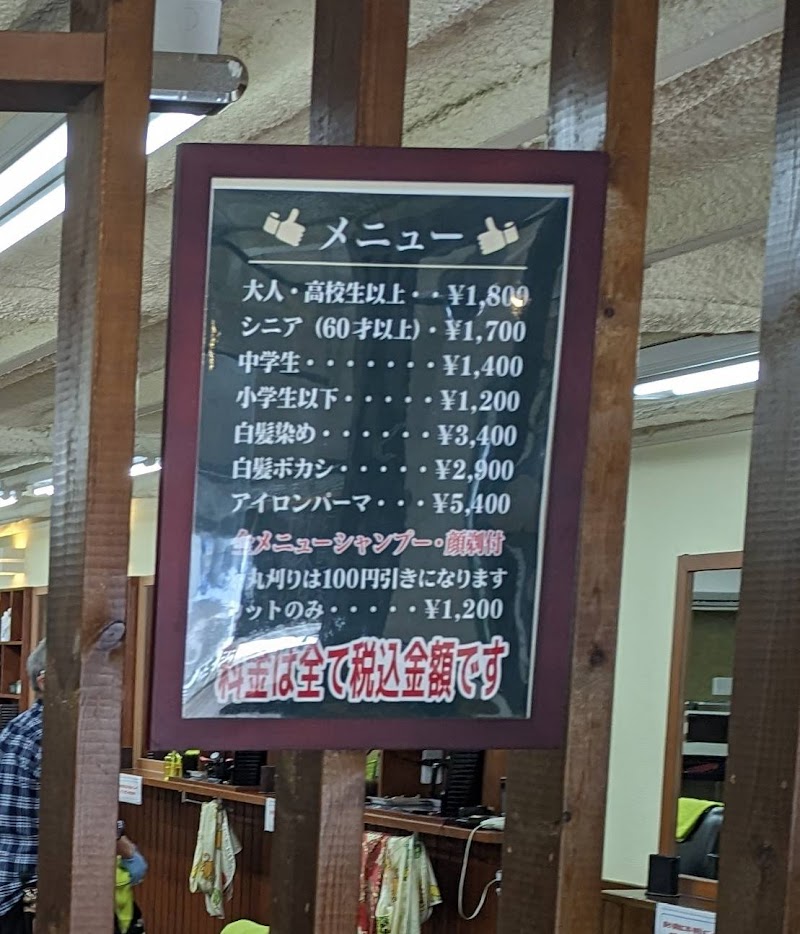 メニュー
大人・高校生以上・・¥1,800
シニア（60才以上）・¥1,700
中学生・・・・・・・¥1,400
小学生以下・・・・・¥1,200
白髪染め・・・・・・¥3,400
白髪ボカシ・・・・・¥2,900
アイロンパーマ・・・¥5,400
全メニューシャンプー・顔剃付
丸刈りは100円引きになります
カットのみ・・・・・¥1,200
料金は全て税込金額です